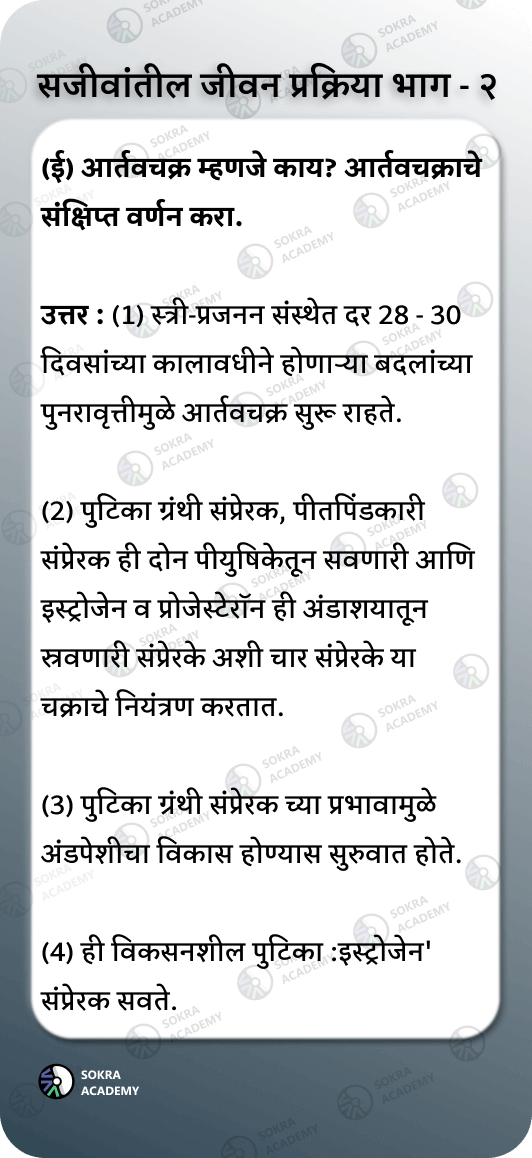 सजीवांतील जीवन प्रक्रिया भाग - २
(ई) आर्तवचक्र म्हणजे काय? आर्तवचक्राचे
संक्षिप्त वर्णन करा.
उत्तर : (1) स्त्री-प्रजनन संस्थेत दर 28 - 30
दिवसांच्या कालावधीने होणाऱ्या बदलांच्या
पुनरावृत्तीमुळे आर्तवचक्र सुरू राहते.
(2) पुटिका ग्रंथी संप्रेरक, पीतपिंडकारी
संप्रेरक ही दोन पीयुषिकेतून सवणारी आणि
इस्ट्रोजेन व प्रोजेस्टेरॉन ही अंडाशयातून
स्त्रवणारी संप्रेरके अशी चार संप्रेरके या
चक्राचे नियंत्रण करतात.
(3) पुटिका ग्रंथी संप्रेरक च्या प्रभावामुळे
अंडपेशीचा विकास होण्यास सुरुवात होते.
(4) ही विकसनशील पुटिका :इस्ट्रोजेन'
संप्रेरक सवते.
SOKRA
ACADEMY